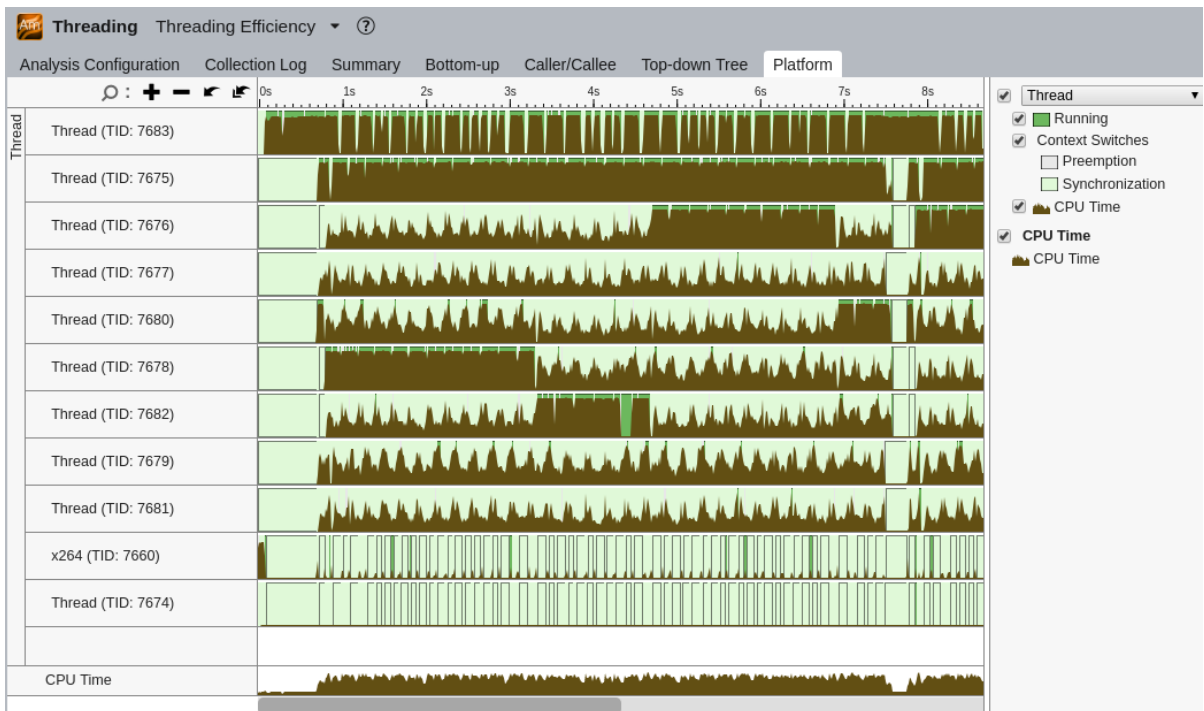 Atm Threading Threading Efficiency ?
Analysis Configuration Collection Log Summary Bottom-up Caller/Callee Top-down Tree Platform
0s 1s 2s 3s 4s 5s 6s 7s 8s
Thread
Thread (TID: 7683)
Thread (TID: 7675)
Thread (TID: 7676)
Thread (TID: 7677)
Thread (TID: 7680)
Thread (TID: 7678)
Thread (TID: 7682)
Thread (TID: 7679)
Thread (TID: 7681)
x264 (TID: 7660)
Thread (TID: 7674)
CPU Time
Thread
Running
Context Switches
Preemption
Synchronization
CPU Time
CPU Time
CPU Time